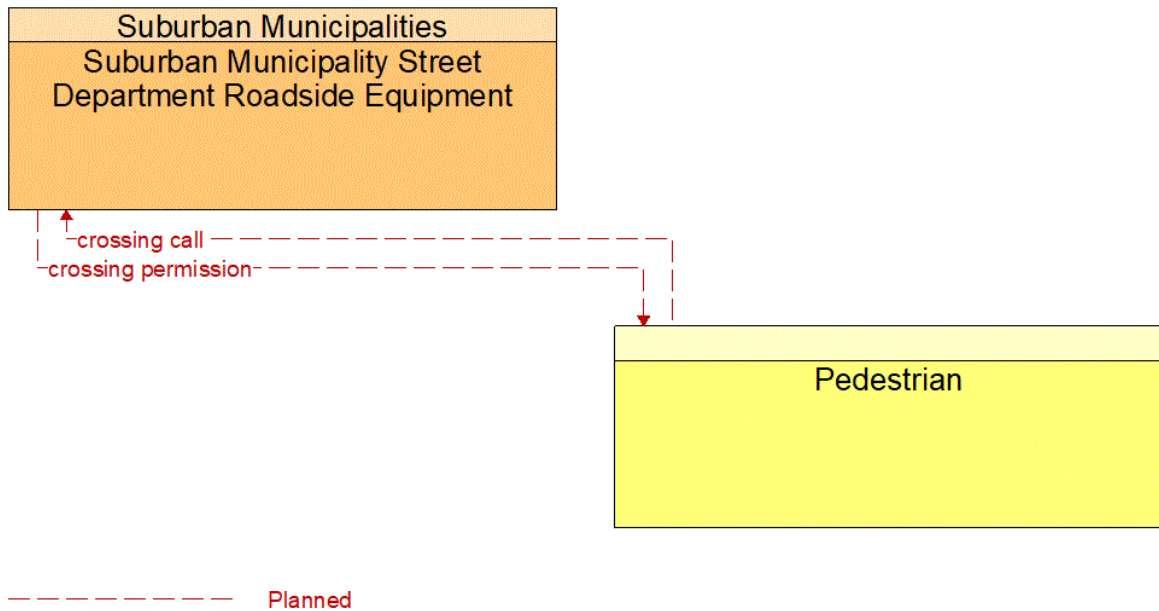 Suburban Municipalities
Suburban Municipality Street
Department Roadside Equipment
crossing call
crossing permission
Pedestrian
Planned